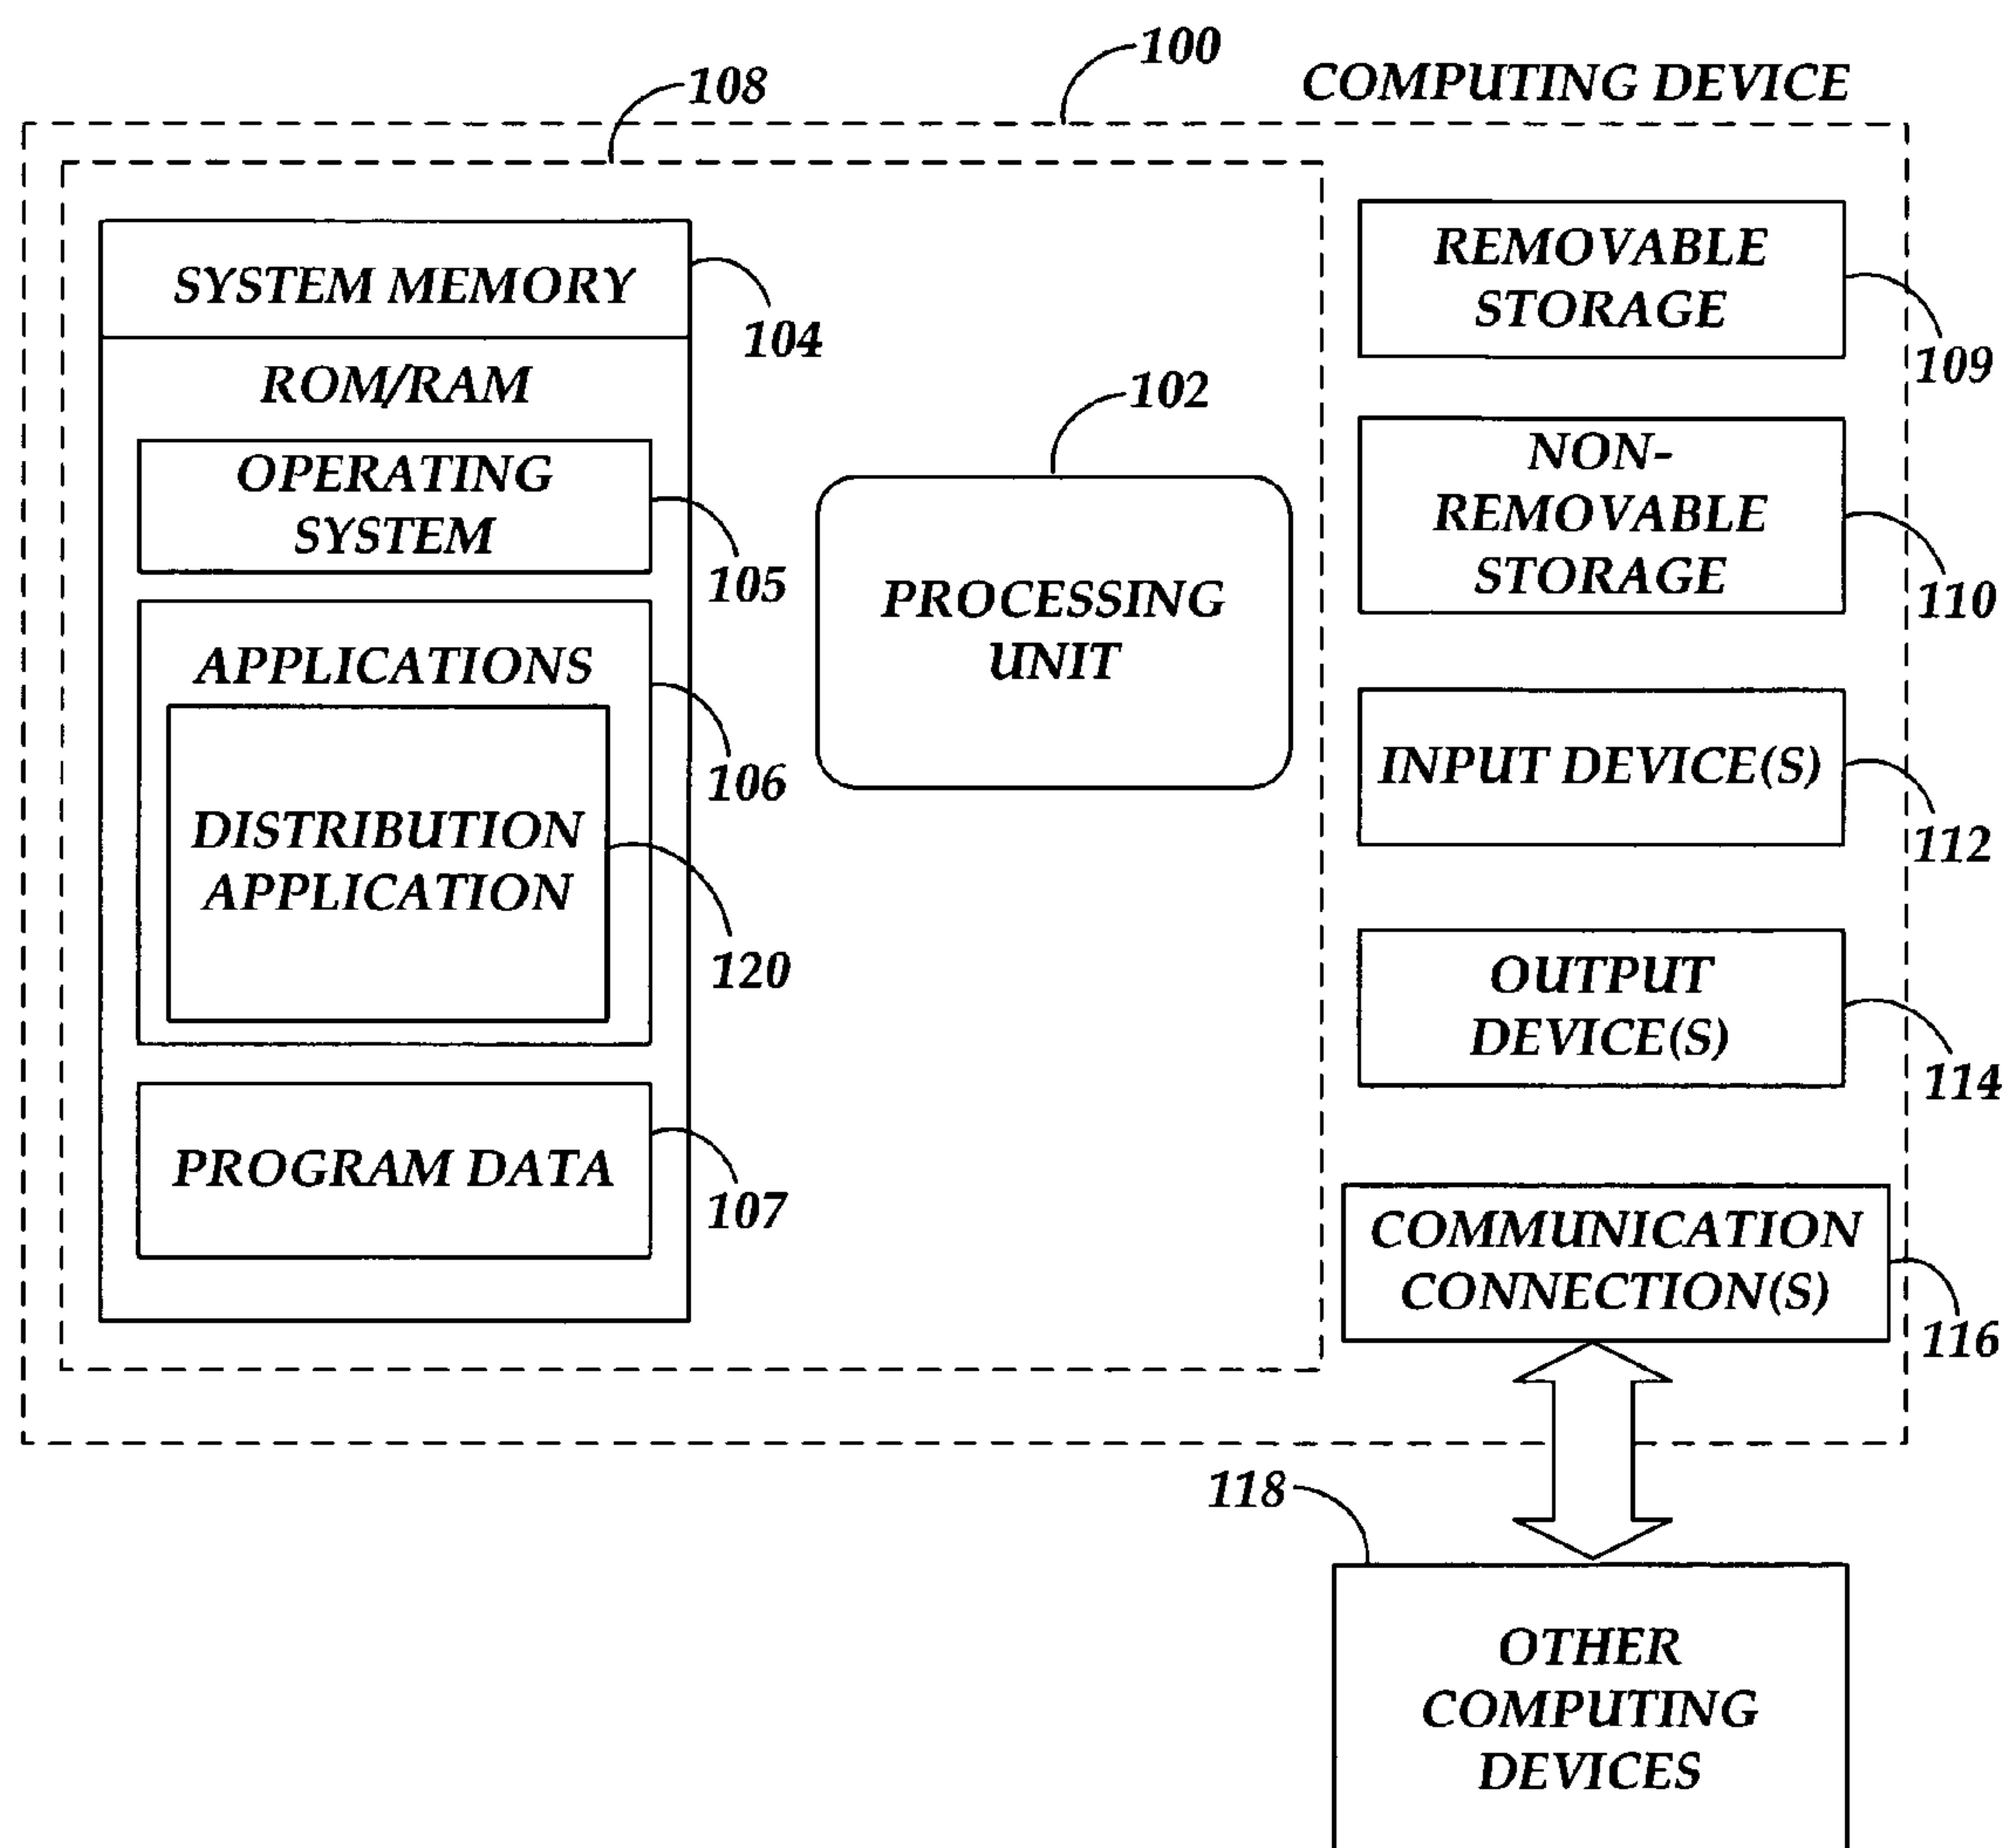 100
COMPUTING DEVICE
108
SYSTEM MEMORY
104
ROM/RAM
OPERATING
SYSTEM
105
APPLICATIONS
106
DISTRIBUTION
APPLICATION
120
PROGRAM DATA
107
102
PROCESSING
UNIT
REMOVABLE
STORAGE
109
NON-
REMOVABLE
STORAGE
110
INPUT DEVICE(S)
112
OUTPUT
DEVICE(S)
114
COMMUNICATION
CONNECTION(S)
116
118
OTHER
COMPUTING
DEVICES